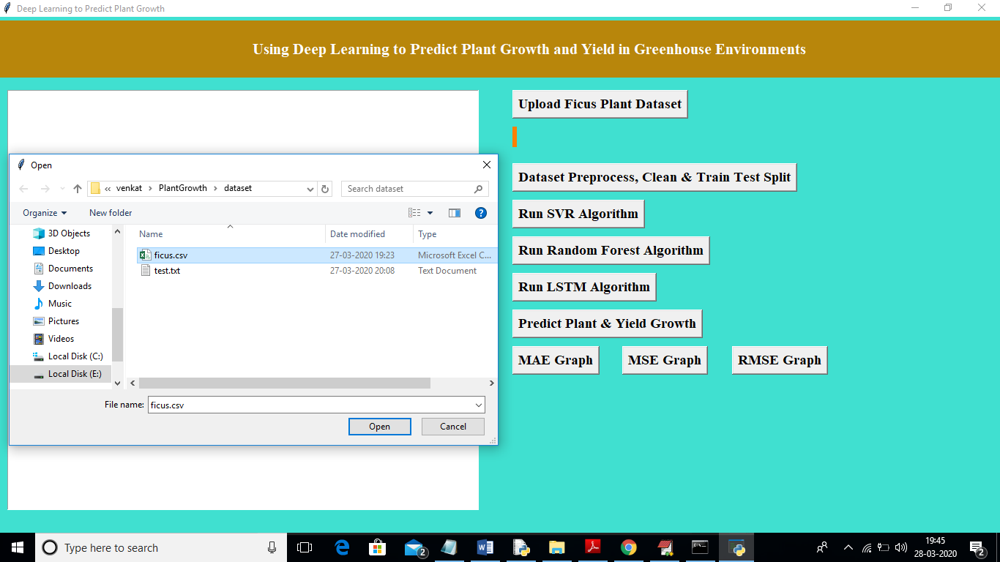 Deep Learning to Predict Plant Growth
Using Deep Learning to Predict Plant Growth and Yield in Greenhouse Environments
Upload Ficus Plant Dataset
Dataset Preprocess, Clean & Train Test Split
Run SVR Algorithm
Run Random Forest Algorithm
Run LSTM Algorithm
Predict Plant & Yield Growth
MAE Graph
MSE Graph
RMSE Graph
Open
« venkat › PlantGrowth › dataset
Search dataset
Organize
New folder
?
3D Objects
Desktop
Documents
Downloads
Music
Pictures
Videos
Local Disk (C:)
Local Disk (E:)
Name Date modified Type
ficus.csv 27-03-2020 19:23 Microsoft Excel C...
test.txt 27-03-2020 20:08 Text Document
File name: ficus.csv
Open
Cancel
Type here to search
2
19:45
28-03-2020
2